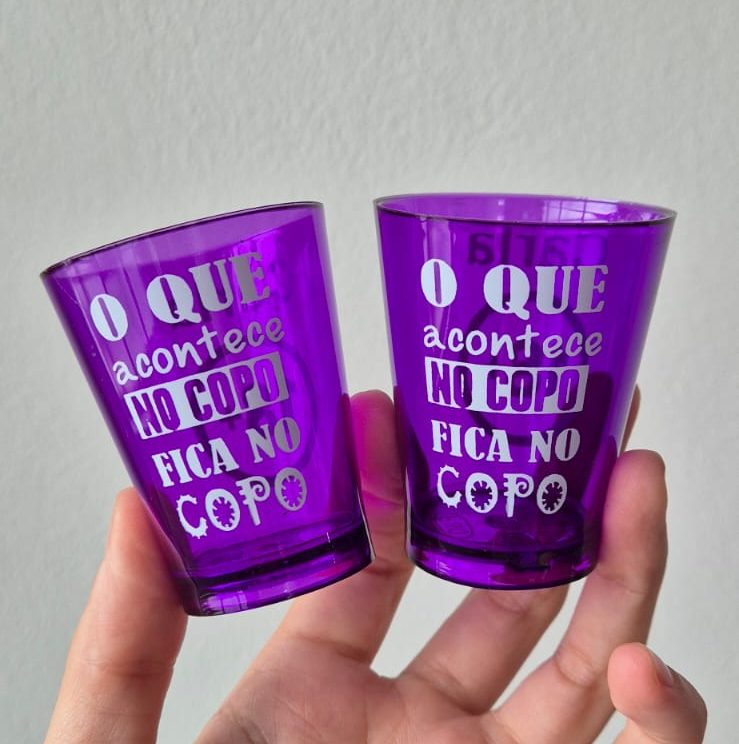 O QUE
acontece
NO COPO
FICA NO
COPO
O QUE
acontece
NO COPO
FICA NO
COPO